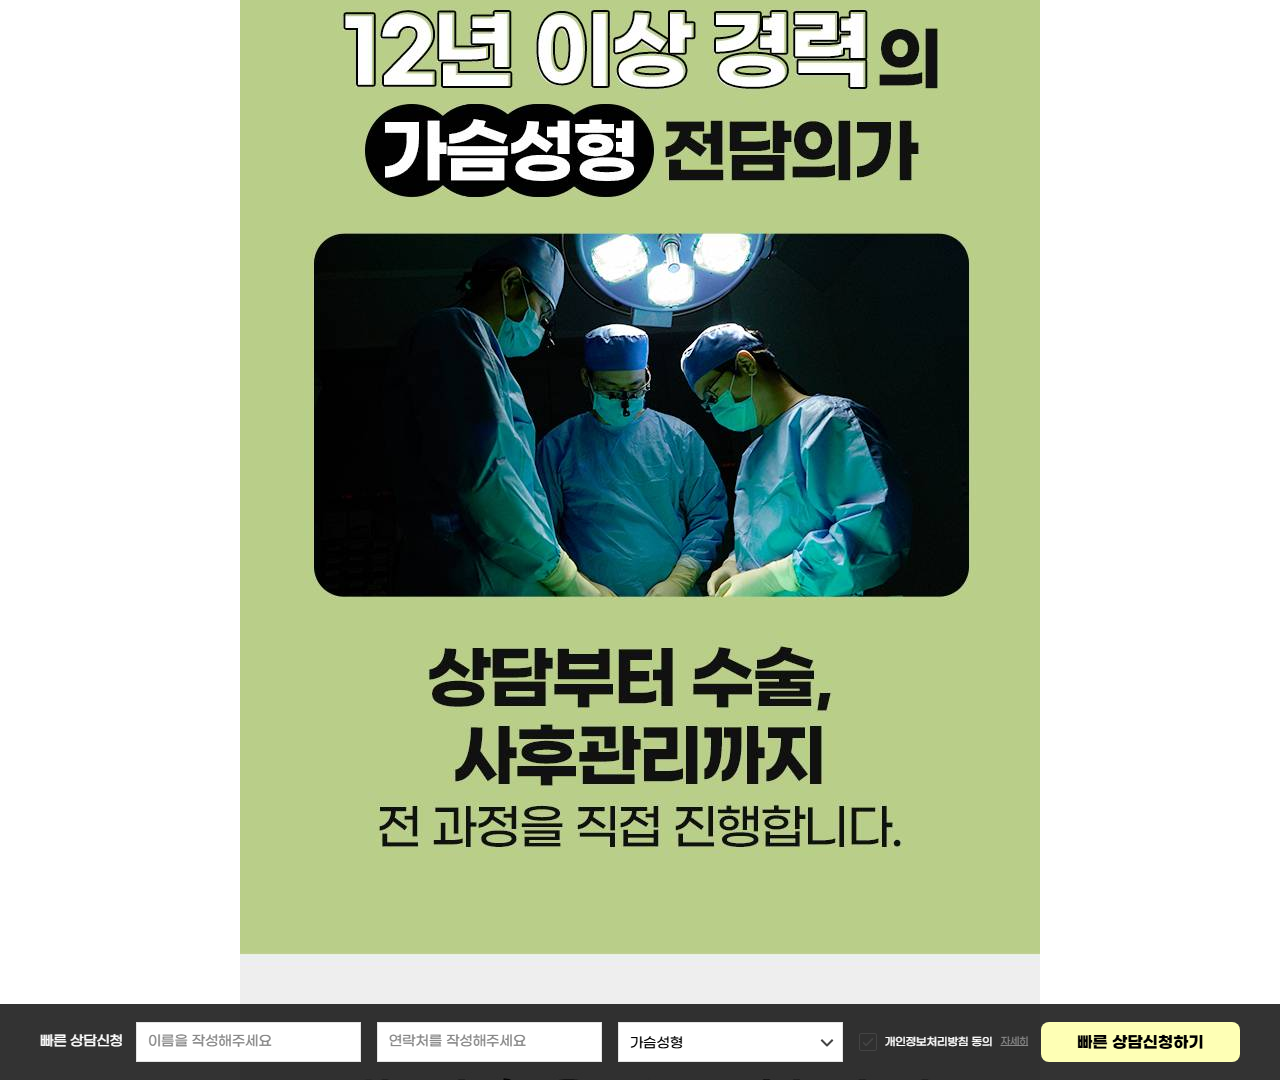 12년 이상 경력의
가슴성형 전담의가
상담부터 수술,
사후관리까지
전 과정을 직접 진행합니다.
빠른 상담신청 이름을 작성해주세요 연락처를 작성해주세요 가슴성형 개인정보처리방침 동의 자세히 빠른 상담신청하기